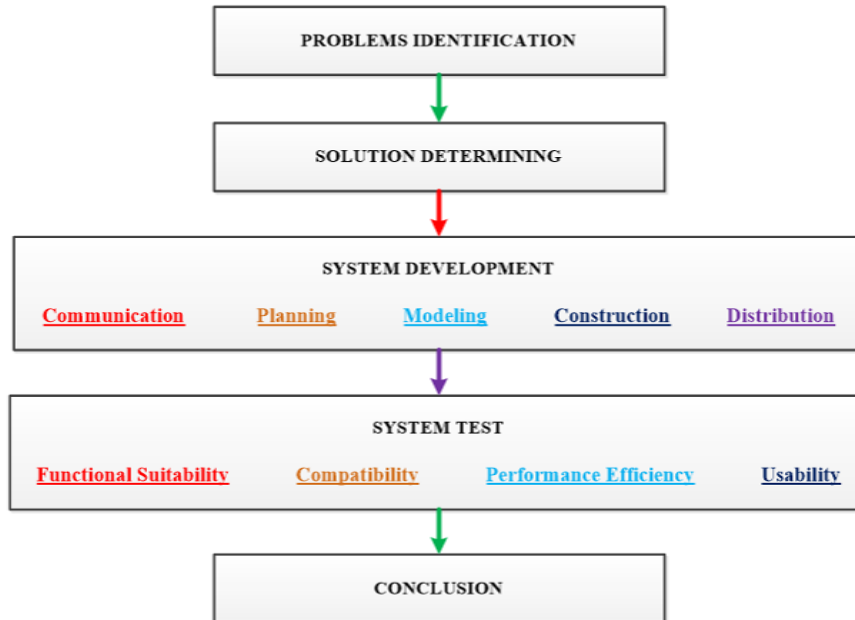 PROBLEMS IDENTIFICATION
SOLUTION DETERMINING
SYSTEM DEVELOPMENT
Communication Planning Modeling Construction Distribution
SYSTEM TEST
Functional Suitability Compatibility Performance Efficiency Usability
CONCLUSION